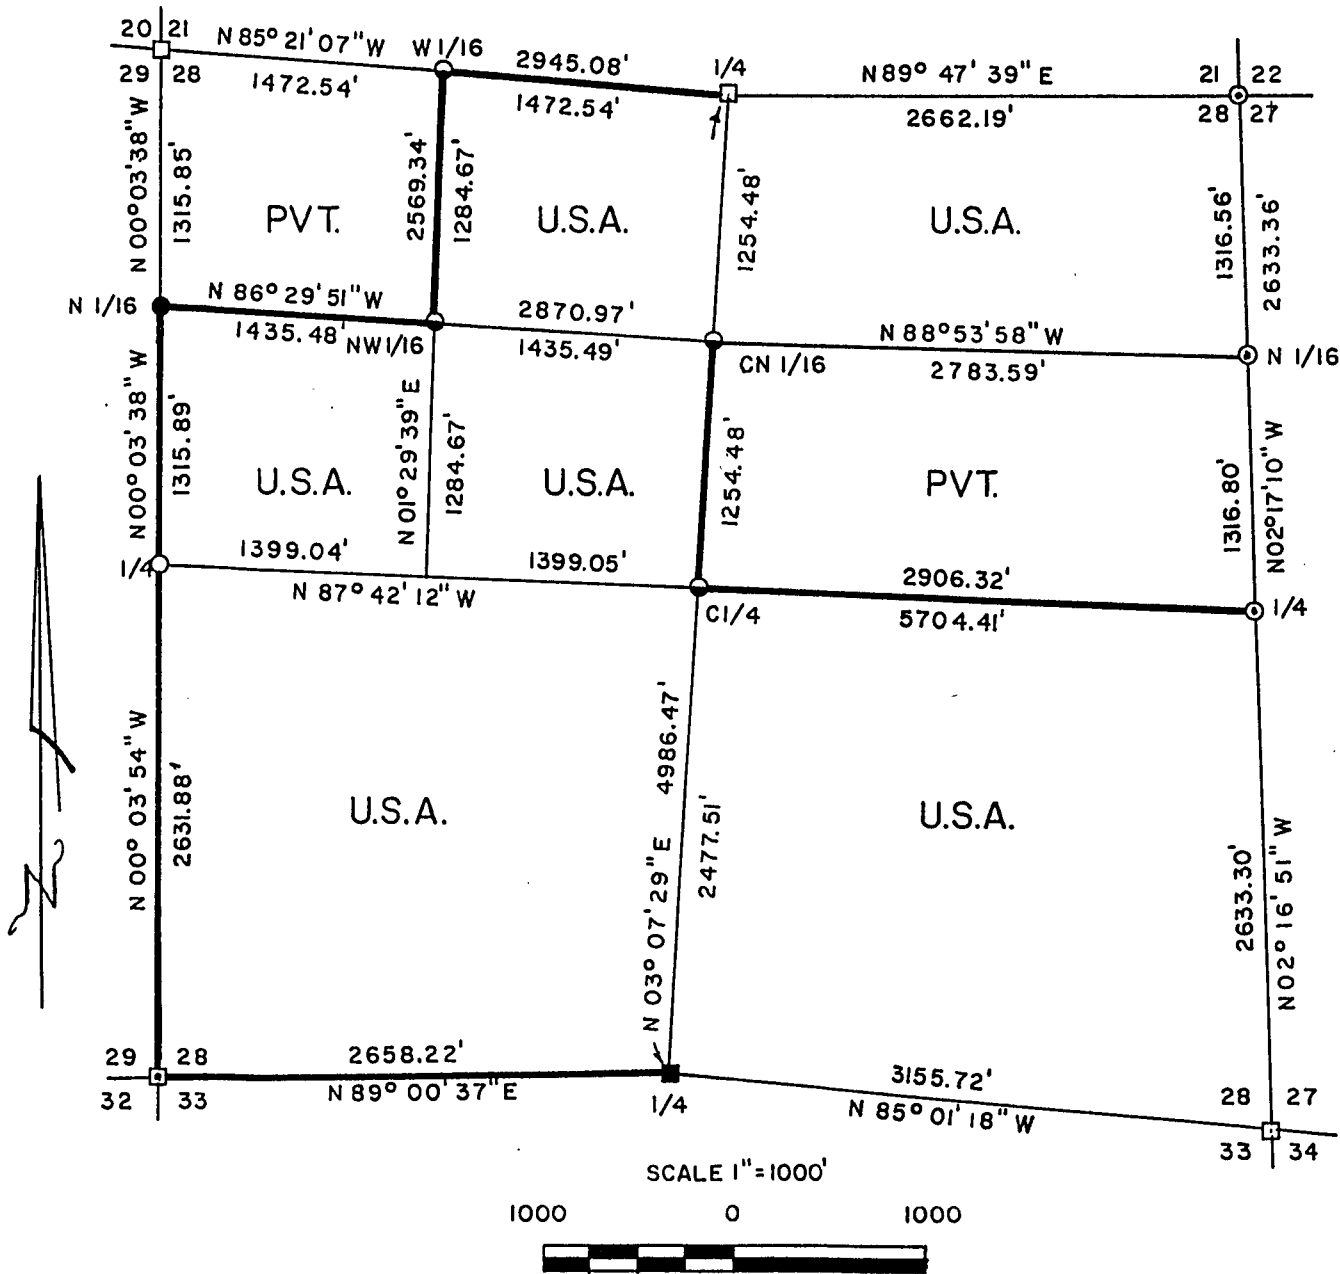 20 21
N 85° 21' 07" W
W 1/16
2945.08'
1/4
N 89° 47' 39" E
21 22
29 28
1472.54'
1472.54'
2662.19'
28 27
N 00° 03' 38" W
1315.85'
2569.34'
1284.67'
1254.48'
1316.56'
2633.36'
PVT.
U.S.A.
U.S.A.
N 1/16
N 86° 29' 51" W
1435.48'
NW 1/16
2870.97'
1435.49'
CN 1/16
N 88° 53' 58" W
2783.59'
N 1/16
N 00° 03' 38" W
1315.89'
N 01° 29' 39" E
1284.67'
1254.48'
1316.80'
N 02° 17' 10" W
U.S.A.
U.S.A.
PVT.
1/4
1399.04'
1399.05'
N 87° 42' 12" W
C 1/4
2906.32'
5704.41'
1/4
N 00° 03' 54" W
2631.88'
U.S.A.
4986.47'
N 03° 07' 29" E
2477.51'
U.S.A.
2633.30'
N 02° 16' 51" W
N
29 28
2658.22'
3155.72'
28 27
32 33
N 89° 00' 37" E
1/4
N 85° 01' 18" W
33 34
SCALE 1" = 1000'
1000 0 1000